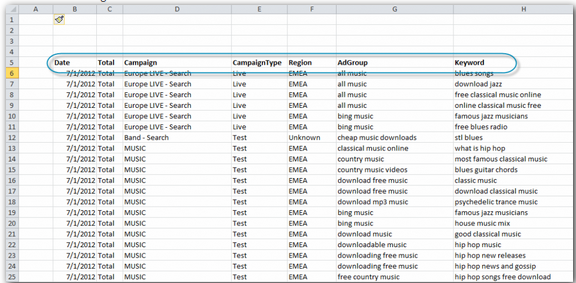 A B C D E F G H
1
2
3
4
5 Date Total Campaign CampaignType Region AdGroup Keyword
6 7/1/2012 Total Europe LIVE - Search Live EMEA all music blues songs
7 7/1/2012 Total Europe LIVE - Search Live EMEA all music download jazz
8 7/1/2012 Total Europe LIVE - Search Live EMEA all music free classical music online
9 7/1/2012 Total Europe LIVE - Search Live EMEA all music online classical music free
10 7/1/2012 Total Europe LIVE - Search Live EMEA bing music famous jazz musicians
11 7/1/2012 Total Europe LIVE - Search Live EMEA bing music free blues radio
12 7/1/2012 Total Band - Search Test Unknown cheap music downloads stl blues
13 7/1/2012 Total MUSIC Test EMEA classical music online what is hip hop
14 7/1/2012 Total MUSIC Test EMEA country music most famous classical music
15 7/1/2012 Total MUSIC Test EMEA country music videos blues guitar chords
16 7/1/2012 Total MUSIC Test EMEA download free music classic music
17 7/1/2012 Total MUSIC Test EMEA download free music download classical music
18 7/1/2012 Total MUSIC Test EMEA download mp3 music psychedelic trance music
19 7/1/2012 Total MUSIC Test EMEA bing music famous jazz musicians
20 7/1/2012 Total MUSIC Test EMEA bing music house music mix
21 7/1/2012 Total MUSIC Test EMEA download music good classical music
22 7/1/2012 Total MUSIC Test EMEA downloadable music hip hop music
23 7/1/2012 Total MUSIC Test EMEA downloading free music hip hop new releases
24 7/1/2012 Total MUSIC Test EMEA downloading free music hip hop news and gossip
25 7/1/2012 Total MUSIC Test EMEA free country music hip hop songs free download